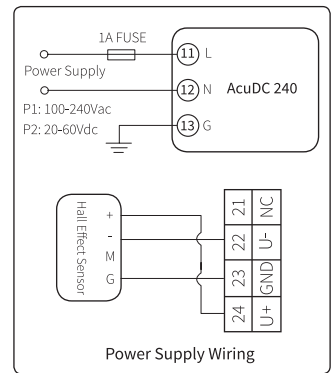 1A FUSE
11 L
Power Supply
12 N AcuDC 240
P1: 100-240Vac
P2: 20-60Vdc
13 G
Hall Effect Sensor
+
-
M
G
21 NC
22 U-
23 GND
24 U+
Power Supply Wiring